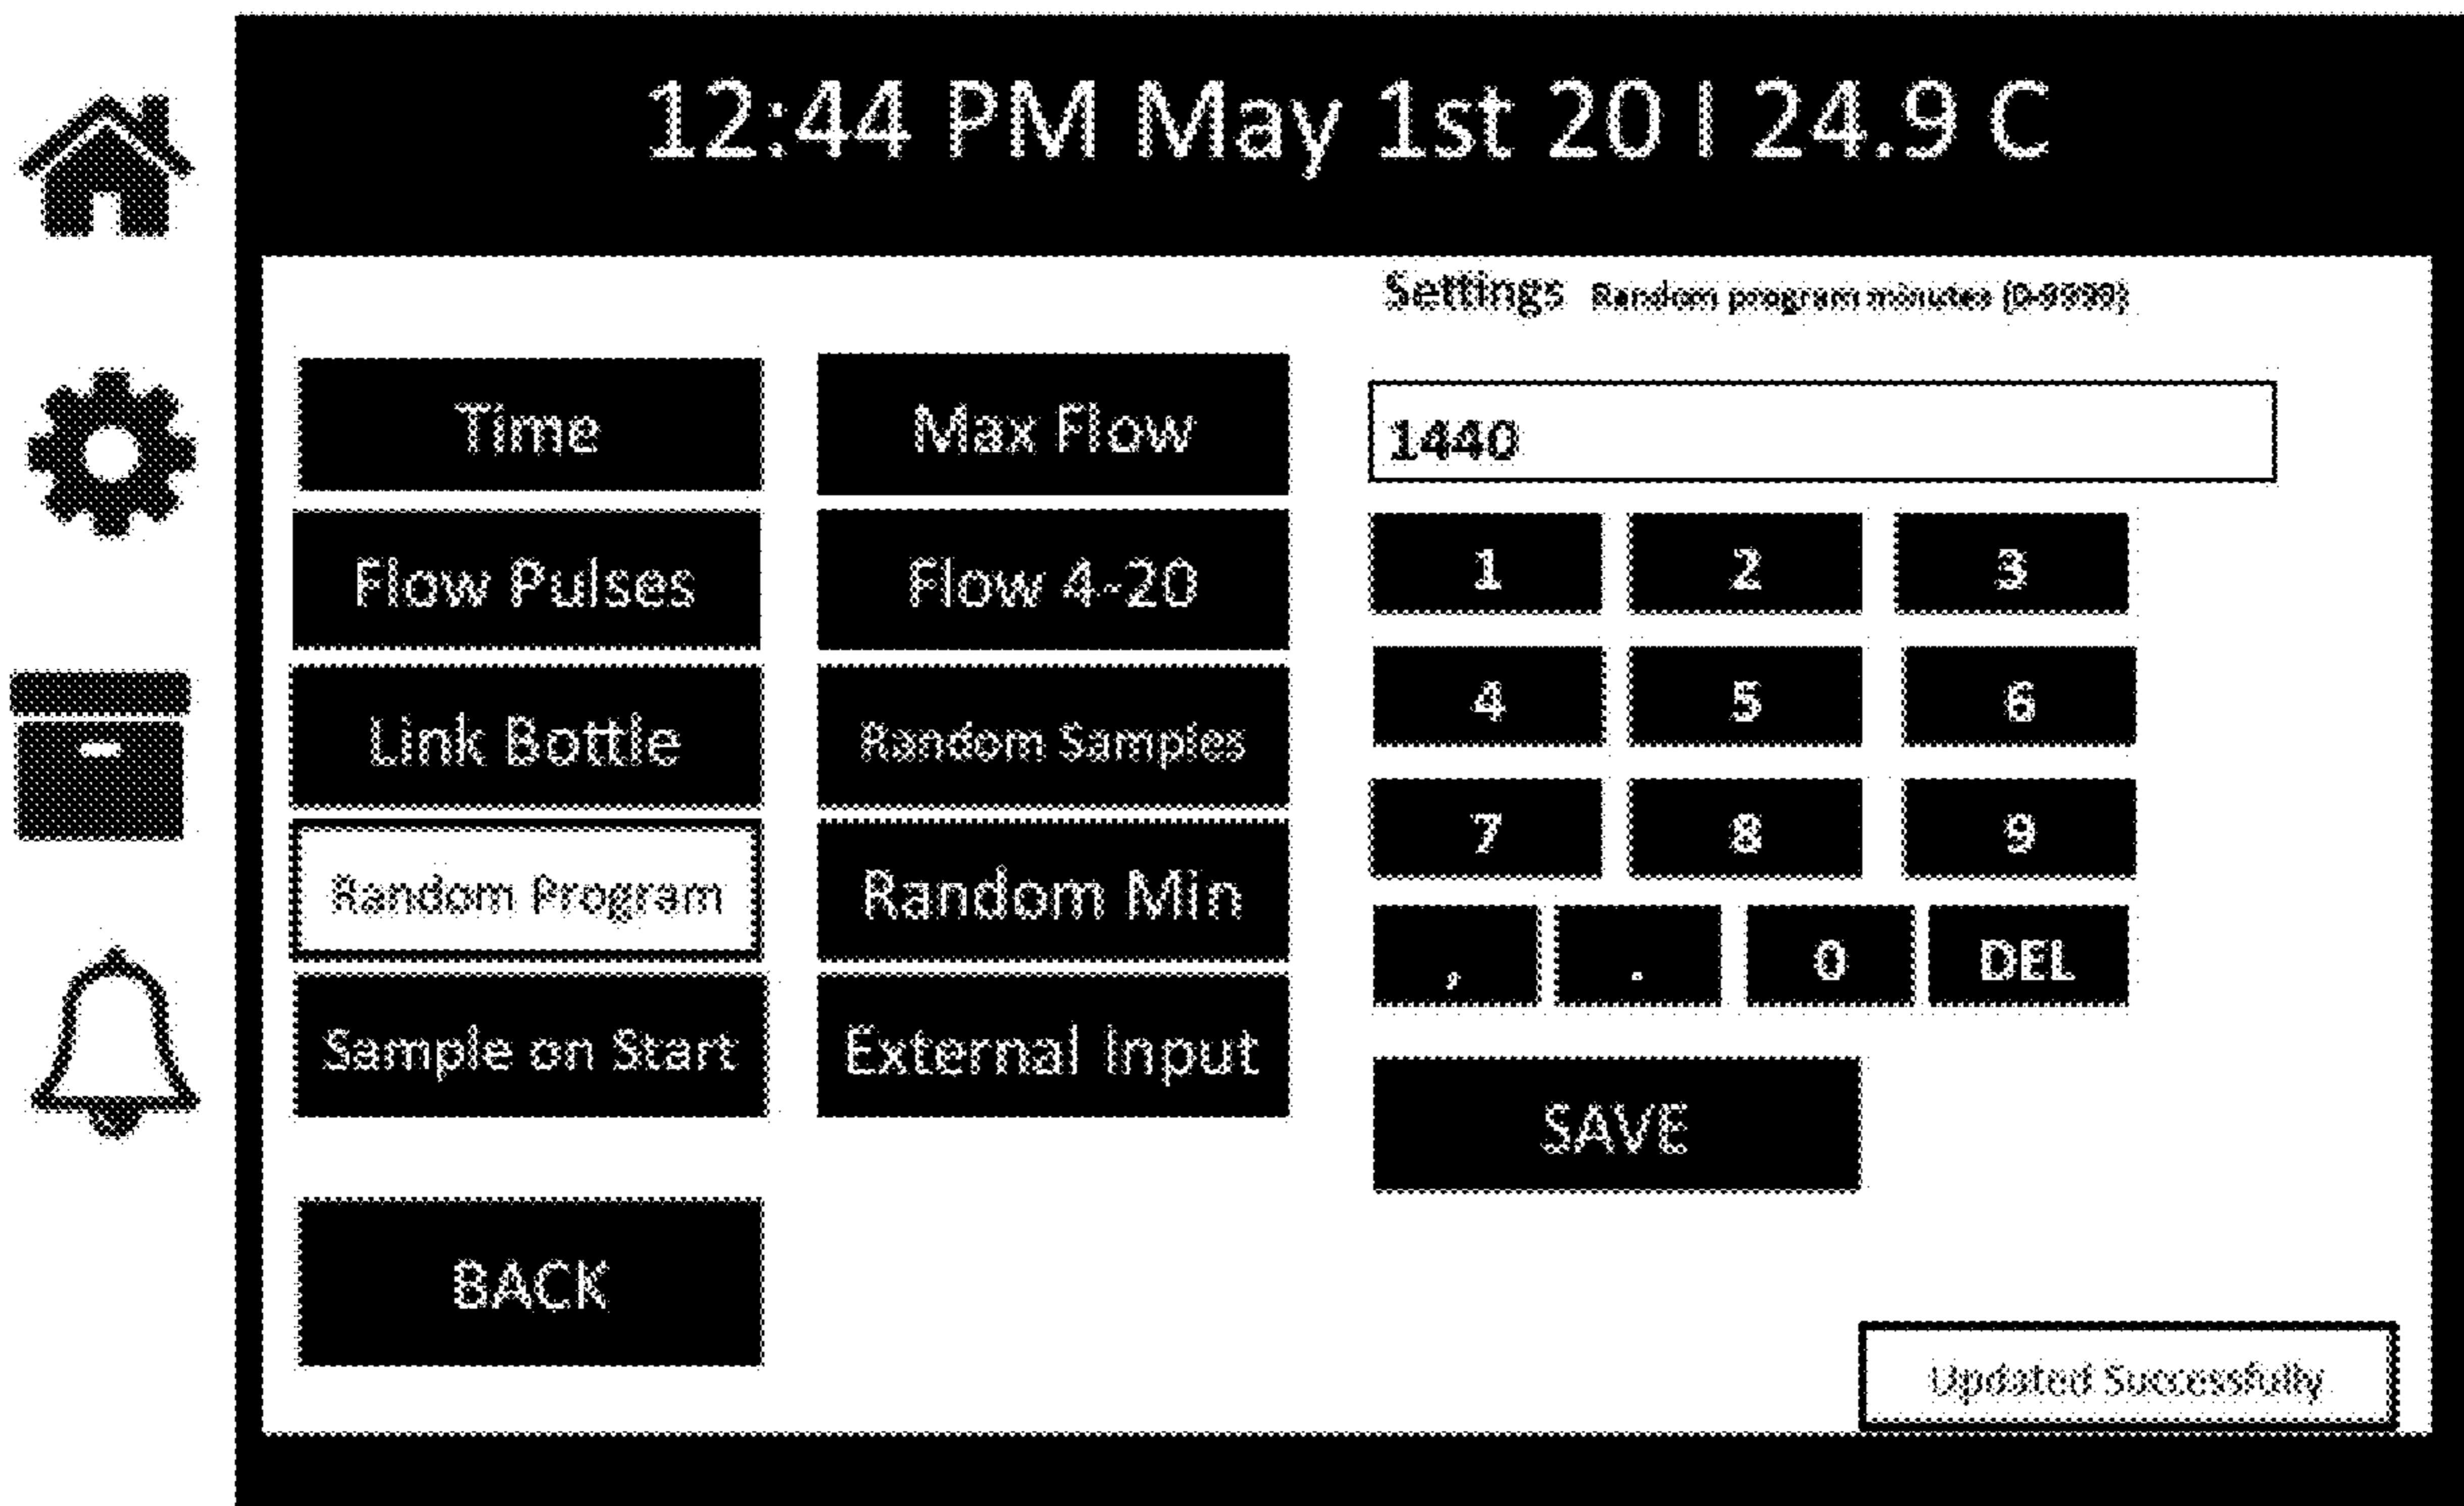 12:44 PM May 1st 20 I 24.9 C
Settings Random program minutes (0-9999)
Time
Max Flow
1440
Flow Pulses
Flow 4-20
1 2 3
Link Bottle
Random Samples
4 5 6
Random Program
Random Min
7 8 9
, . 0 DEL
Sample on Start
External Input
SAVE
BACK
Updated Successfully